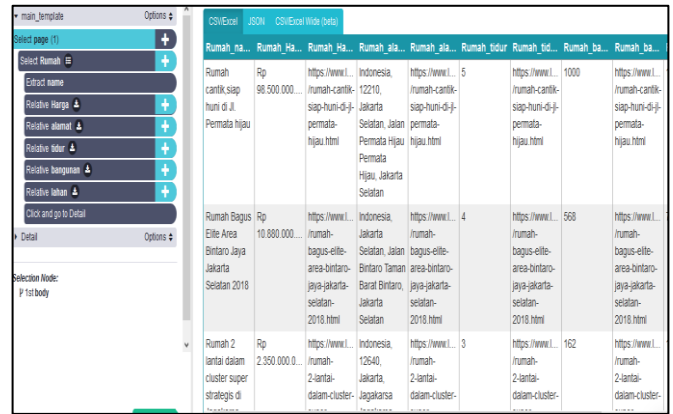 main_template Options
Select page (1)
Select Rumah
Extract name
Relative Harga
Relative alamat
Relative tidur
Relative bangunan
Relative lahan
Click and go to Detail
Detail Options
Selection Node:
1st body
CSV/Excel JSON CSV/Excel Wide (beta)
Rumah_na... Rumah_Ha... Rumah_Ha... Rumah_ala... Rumah_ala... Rumah_tidur Rumah_tid... Rumah_ba... Rumah_ba...
Rumah Rp https://www.l... Indonesia, https://www.l... 5 https://www.l... 1000 https://www.l...
cantik,siap 98.500.000.... /rumah-cantik- 12210, /rumah-cantik- /rumah-cantik- /rumah-cantik-
huni di Jl. siap-huni-di-jl- Jakarta siap-huni-di-jl- siap-huni-di-jl- siap-huni-di-jl-
Permata hijau permata- Selatan, Jalan permata- permata- permata-
hijau.html Permata Hijau hijau.html hijau.html hijau.html
Permata
Hijau, Jakarta
Selatan
Rumah Bagus Rp https://www.l... Indonesia, https://www.l... 4 https://www.l... 568 https://www.l...
Elite Area 10.880.000.... /rumah- Jakarta /rumah- /rumah- /rumah-
Bintaro Jaya bagus-elite- Selatan, Jalan bagus-elite- bagus-elite- bagus-elite-
Jakarta area-bintaro- Bintaro Taman area-bintaro- area-bintaro- area-bintaro-
Selatan 2018 jaya-jakarta- Barat Bintaro, jaya-jakarta- jaya-jakarta- jaya-jakarta-
selatan- Jakarta selatan- selatan- selatan-
2018.html Selatan 2018.html 2018.html 2018.html
Rumah 2 Rp https://www.l... Indonesia, https://www.l... 3 https://www.l... 162 https://www.l...
lantai dalam 2.350.000.0... /rumah- 12640, /rumah- /rumah- /rumah-
cluster super 2-lantai- Jakarta, 2-lantai- 2-lantai- 2-lantai-
strategis di dalam-cluster- Jagakarsa dalam-cluster- dalam-cluster- dalam-cluster-